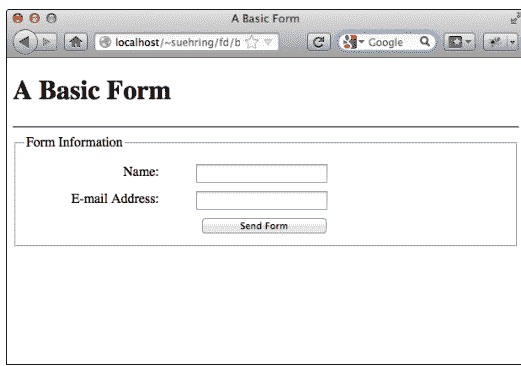 A Basic Form
localhost/~suehring/fd/b
Google
A Basic Form
Form Information
Name:
E-mail Address:
Send Form